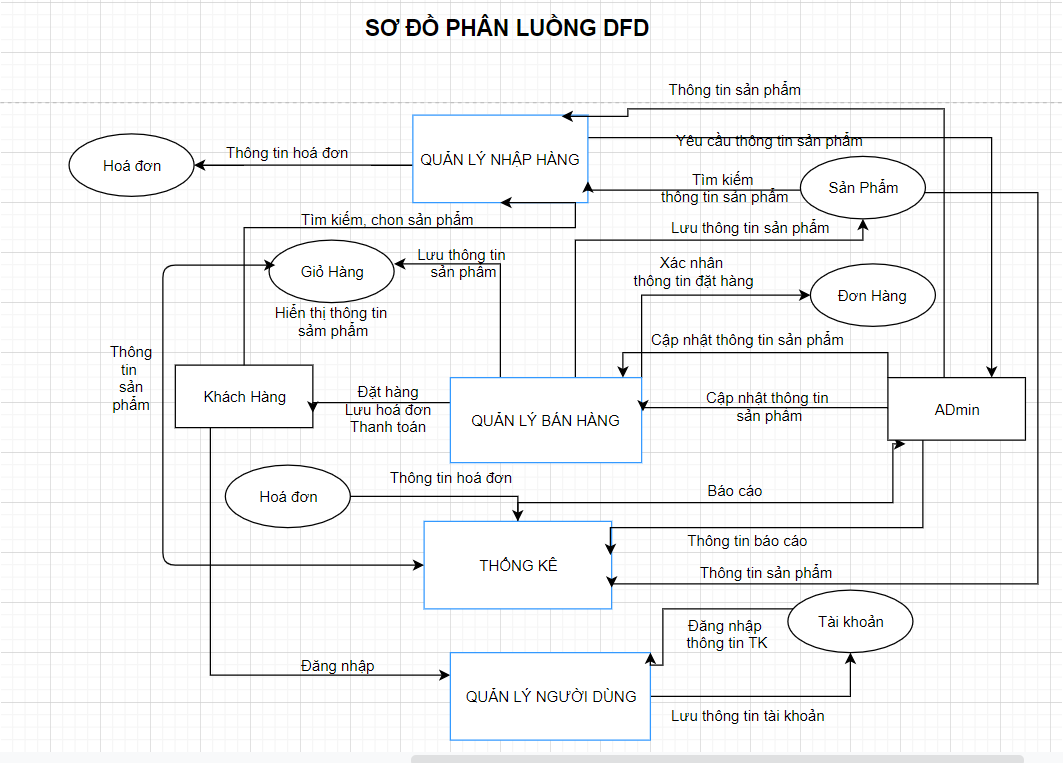 SƠ ĐỒ PHÂN LUỒNG DFD
Thông tin sản phẩm
Yêu cầu thông tin sản phẩm
Thông tin hoá đơn
Hoá đơn
QUẢN LÝ NHẬP HÀNG
Tìm kiếm
thông tin sản phẩm
Sản Phẩm
Tìm kiếm, chon sản phẩm
Lưu thông tin sản phẩm
Giỏ Hàng
Lưu thông tin
sản phẩm
Xác nhân
thông tin đặt hàng
Đơn Hàng
Hiển thị thông tin
sảm phẩm
Cập nhật thông tin sản phẩm
Thông
tin
sản
phẩm
Khách Hàng
Đặt hàng
Lưu hoá đơn
Thanh toán
QUẢN LÝ BÁN HÀNG
Cập nhật thông tin
sản phẩm
ADmin
Thông tin hoá đơn
Hoá đơn
Báo cáo
Thông tin báo cáo
THỐNG KÊ
Thông tin sản phẩm
Đăng nhập
thông tin TK
Tài khoản
Đăng nhập
QUẢN LÝ NGƯỜI DÙNG
Lưu thông tin tài khoản